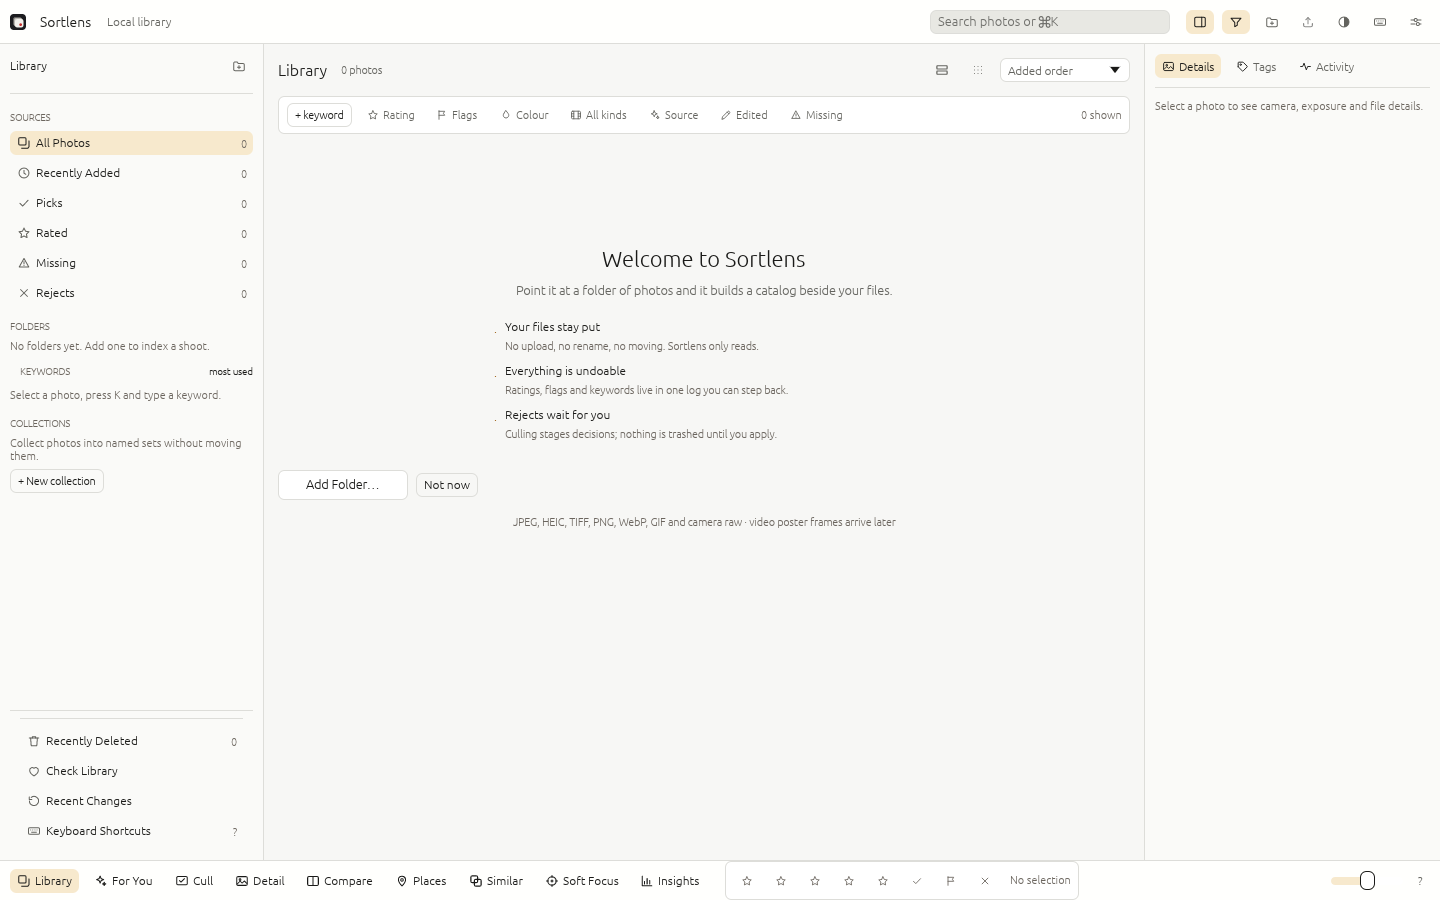 Sortlens
Local library
Search photos or ⌘K
Library
SOURCES
All Photos 0
Recently Added 0
Picks 0
Rated 0
Missing 0
Rejects 0
FOLDERS
No folders yet. Add one to index a shoot.
KEYWORDS most used
Select a photo, press K and type a keyword.
COLLECTIONS
Collect photos into named sets without moving
them.
+ New collection
Recently Deleted 0
Check Library
Recent Changes
Keyboard Shortcuts ?
Library 0 photos
Added order
+ keyword Rating Flags Colour All kinds Source Edited Missing 0 shown
Welcome to Sortlens
Point it at a folder of photos and it builds a catalog beside your files.
Your files stay put
No upload, no rename, no moving. Sortlens only reads.
Everything is undoable
Ratings, flags and keywords live in one log you can step back.
Rejects wait for you
Culling stages decisions; nothing is trashed until you apply.
Add Folder… Not now
JPEG, HEIC, TIFF, PNG, WebP, GIF and camera raw · video poster frames arrive later
Details Tags Activity
Select a photo to see camera, exposure and file details.
Library For You Cull Detail Compare Places Similar Soft Focus Insights No selection ?